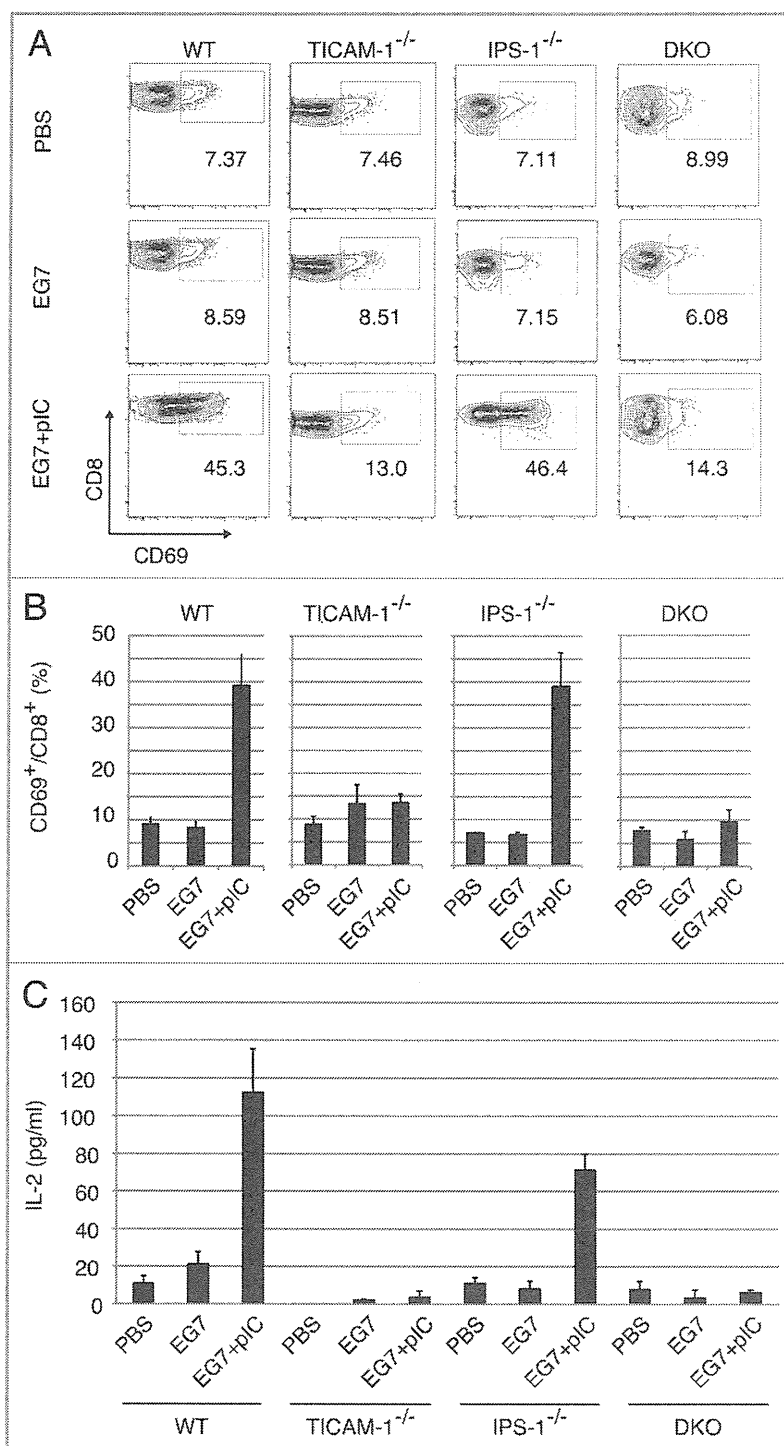 A
WT TICAM-1-/- IPS-1-/- DKO
PBS
7.37 7.46 7.11 8.99
EG7
8.59 8.51 7.15 6.08
EG7+pIC
45.3 13.0 46.4 14.3
CD8
CD69
B
WT TICAM-1-/- IPS-1-/- DKO
CD69+/CD8+ (%)
50
40
30
20
10
0
PBS EG7 EG7+pIC PBS EG7 EG7+pIC PBS EG7 EG7+pIC PBS EG7 EG7+pIC
C
IL-2 (pg/ml)
160
140
120
100
80
60
40
20
0
PBS EG7 EG7+pIC PBS EG7 EG7+pIC PBS EG7 EG7+pIC PBS EG7 EG7+pIC
WT TICAM-1-/- IPS-1-/- DKO